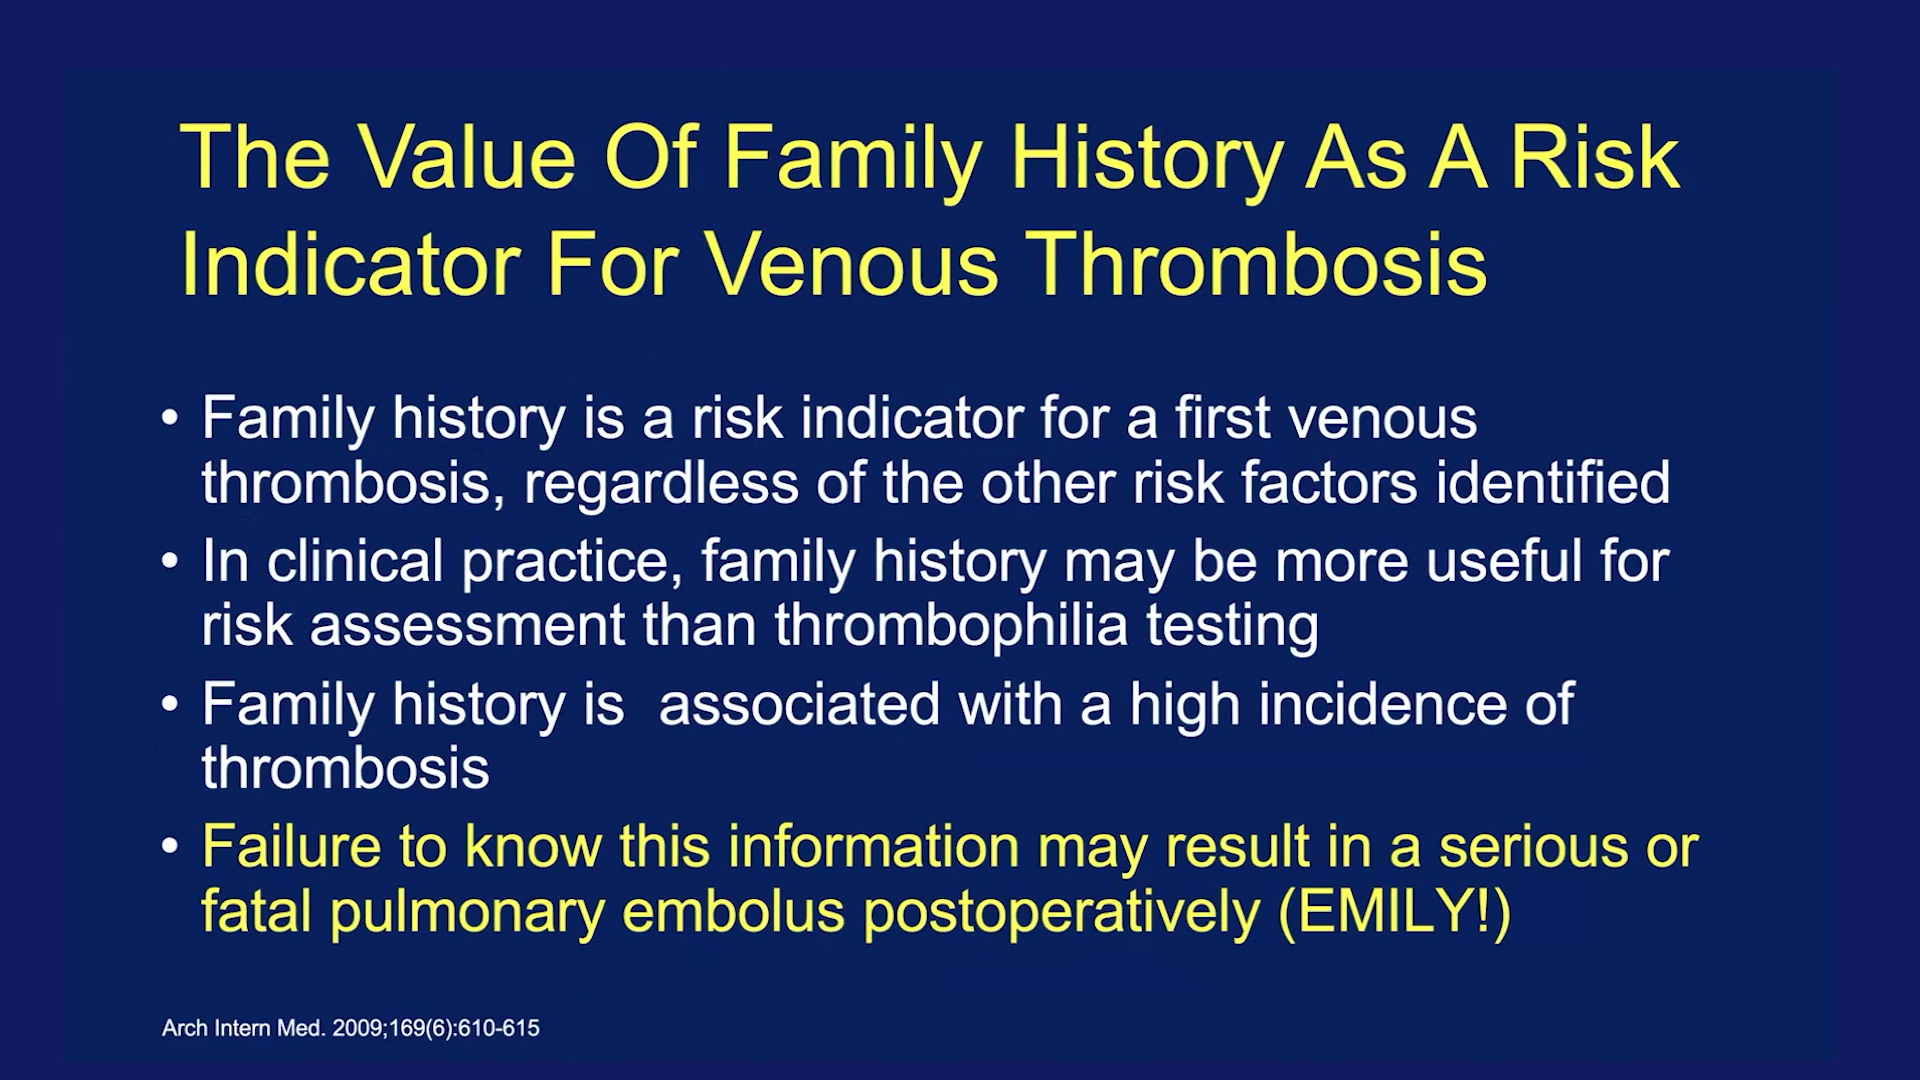 The Value Of Family History As A Risk
Indicator For Venous Thrombosis
• Family history is a risk indicator for a first venous
thrombosis, regardless of the other risk factors identified
• In clinical practice, family history may be more useful for
risk assessment than thrombophilia testing
• Family history is  associated with a high incidence of
thrombosis
• Failure to know this information may result in a serious or
fatal pulmonary embolus postoperatively (EMILY!)
Arch Intern Med. 2009;169(6):610-615